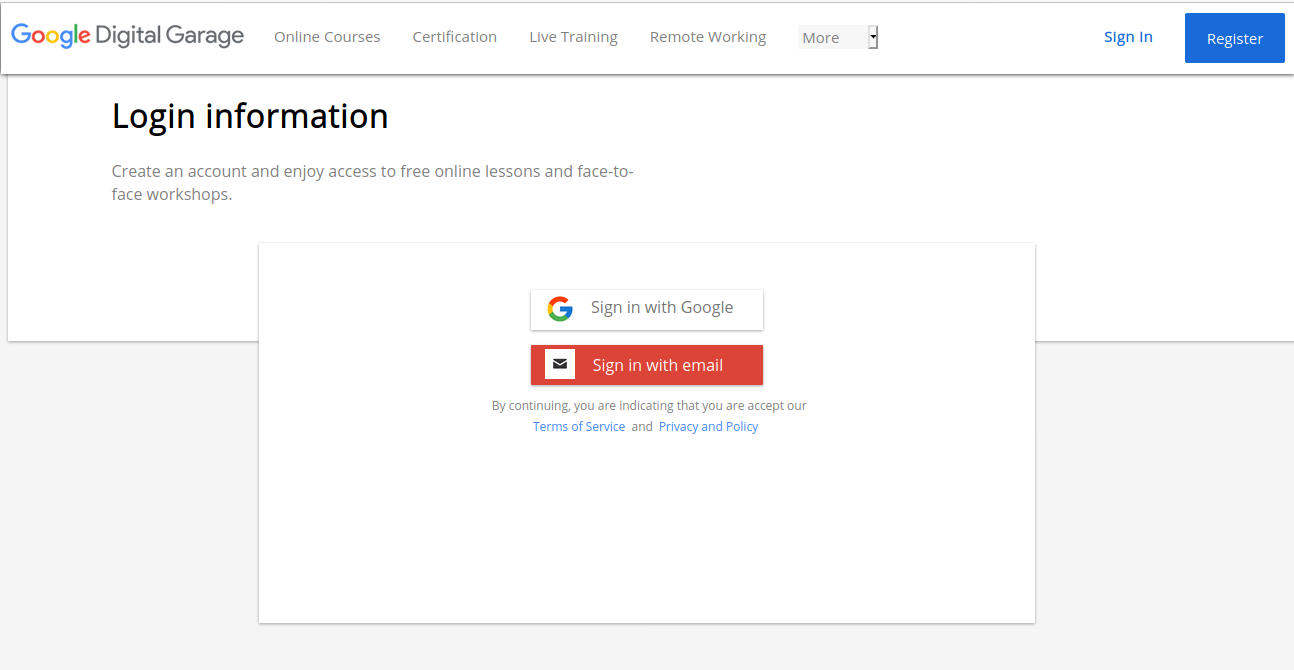 Google Digital Garage Online Courses Certification Live Training Remote Working More Sign In Register
Login information
Create an account and enjoy access to free online lessons and face-to-
face workshops.
Sign in with Google
Sign in with email
By continuing, you are indicating that you are accept our
Terms of Service and Privacy and Policy